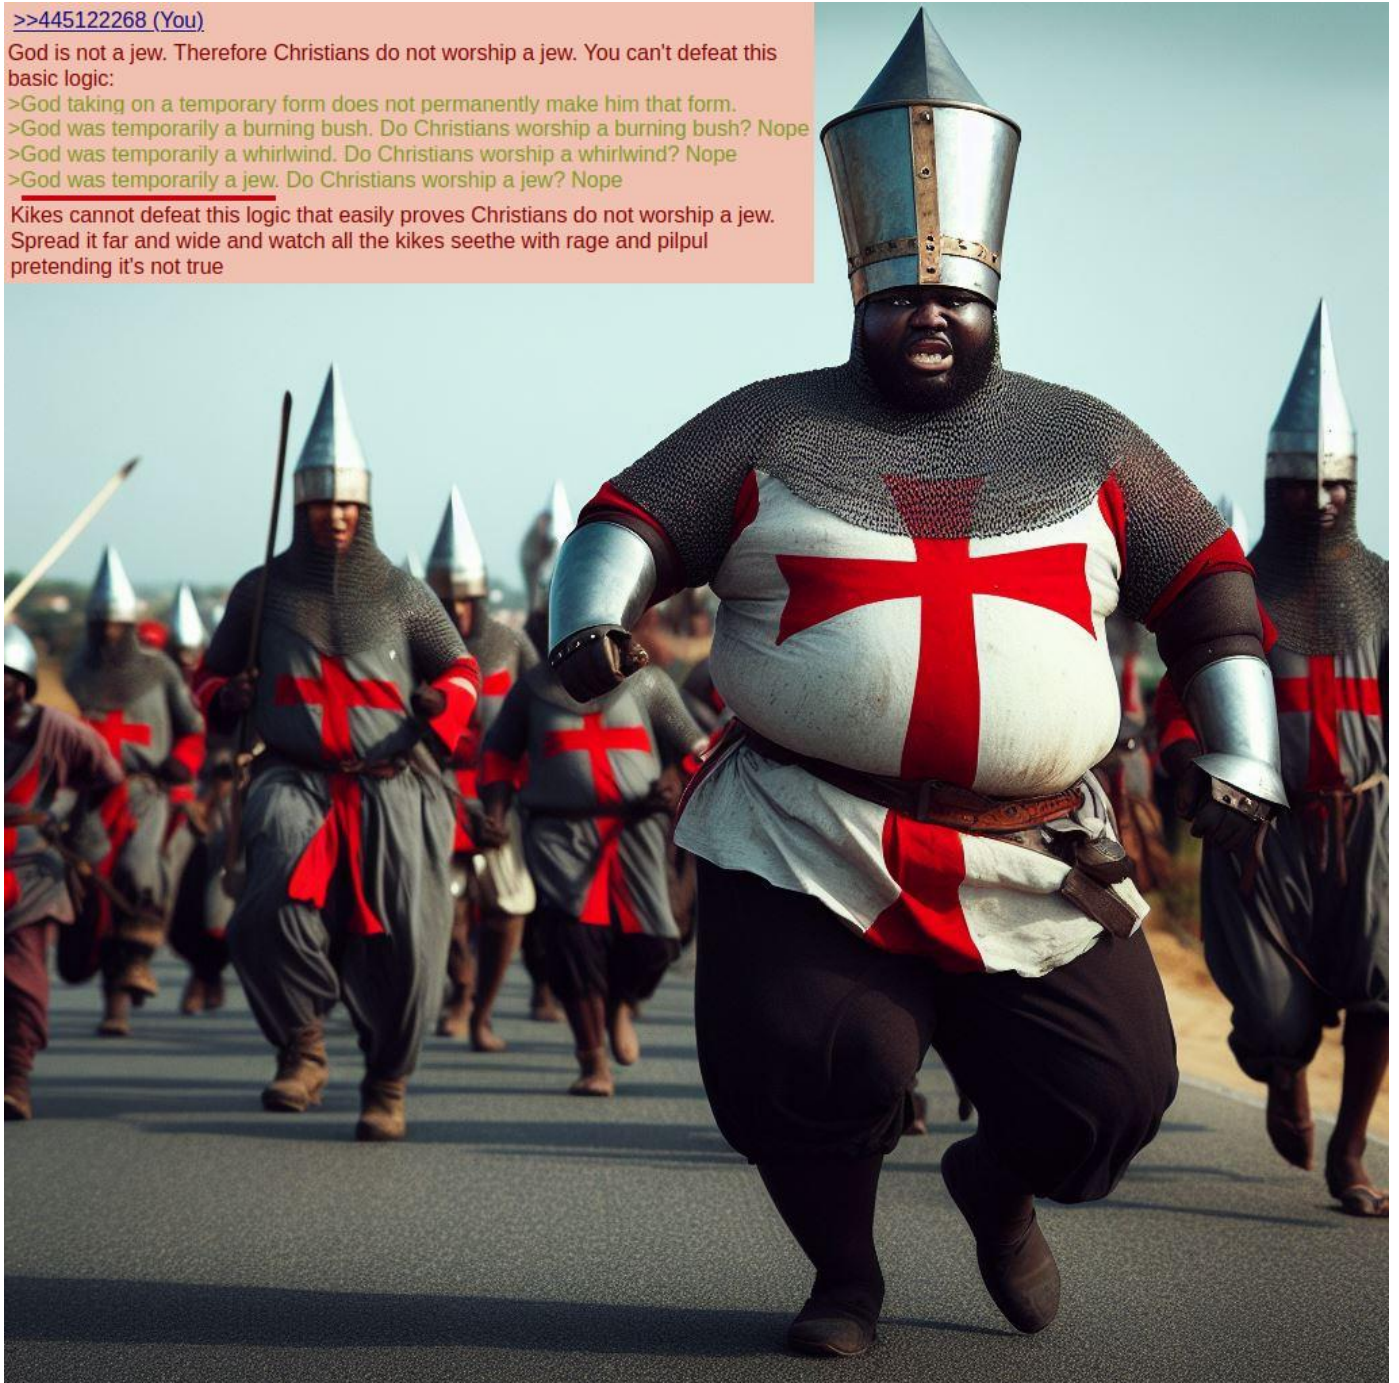 >>445122268 (You)
God is not a jew. Therefore Christians do not worship a jew. You can't defeat this
basic logic:
>God taking on a temporary form does not permanently make him that form.
>God was temporarily a burning bush. Do Christians worship a burning bush? Nope
>God was temporarily a whirlwind. Do Christians worship a whirlwind? Nope
>God was temporarily a jew. Do Christians worship a jew? Nope
Kikes cannot defeat this logic that easily proves Christians do not worship a jew.
Spread it far and wide and watch all the kikes seethe with rage and pilpul
pretending it's not true